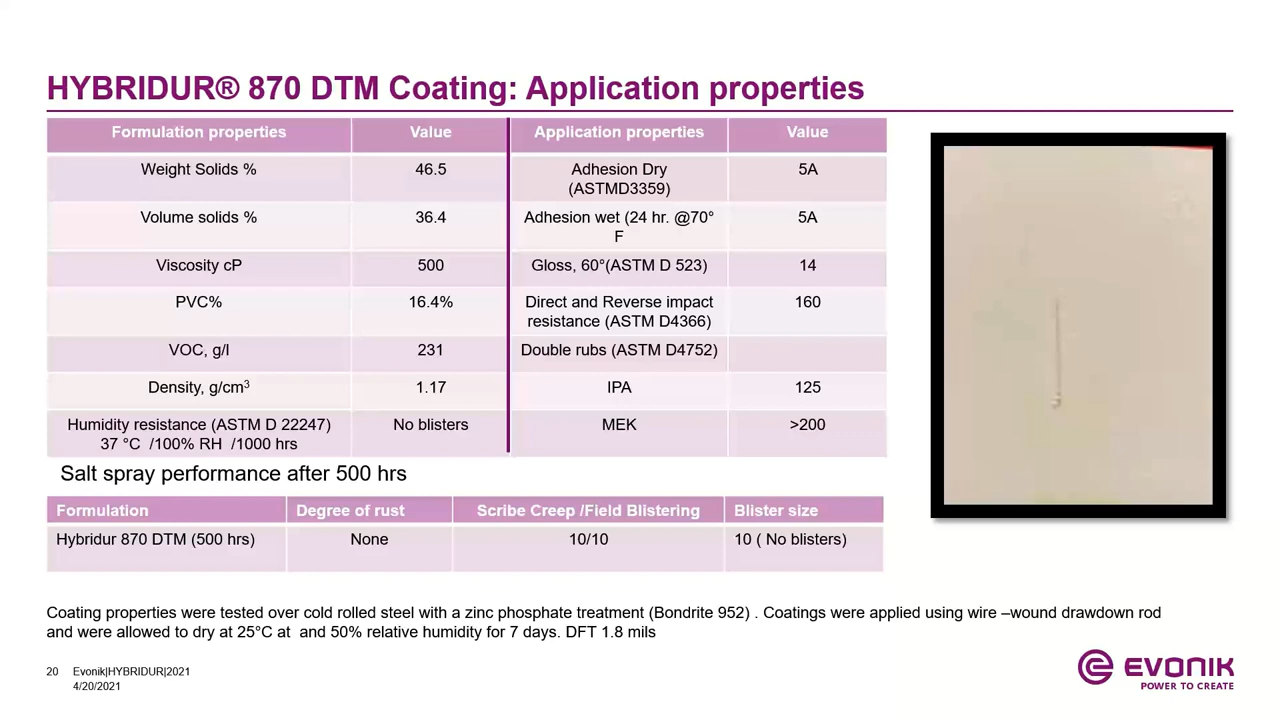 HYBRIDUR® 870 DTM Coating: Application properties
Formulation properties Value Application properties Value
Weight Solids % 46.5 Adhesion Dry (ASTMD3359) 5A
Volume solids % 36.4 Adhesion wet (24 hr. @70° F 5A
Viscosity cP 500 Gloss, 60°(ASTM D 523) 14
PVC% 16.4% Direct and Reverse impact resistance (ASTM D4366) 160
VOC, g/l 231 Double rubs (ASTM D4752)
Density, g/cm³ 1.17 IPA 125
Humidity resistance (ASTM D 22247) 37 °C /100% RH /1000 hrs No blisters MEK >200
Salt spray performance after 500 hrs
Formulation Degree of rust Scribe Creep /Field Blistering Blister size
Hybridur 870 DTM (500 hrs) None 10/10 10 ( No blisters)
Coating properties were tested over cold rolled steel with a zinc phosphate treatment (Bondrite 952) . Coatings were applied using wire –wound drawdown rod
and were allowed to dry at 25°C at  and 50% relative humidity for 7 days. DFT 1.8 mils
20 Evonik|HYBRIDUR|2021
4/20/2021
EVONIK
POWER TO CREATE